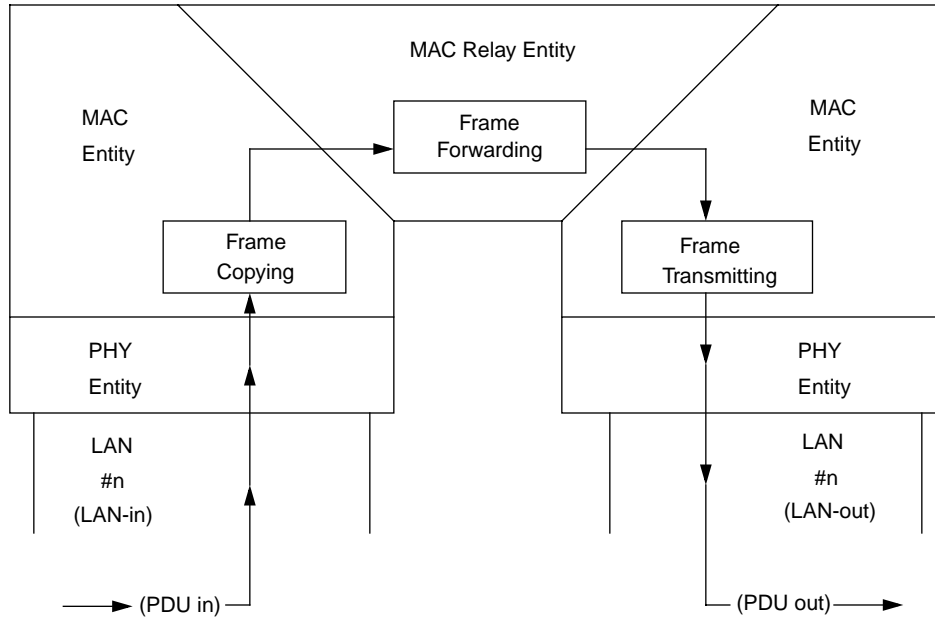 MAC Relay Entity
MAC
Entity
Frame
Forwarding
MAC
Entity
Frame
Copying
Frame
Transmitting
PHY
Entity
PHY
Entity
LAN
#n
(LAN-in)
LAN
#n
(LAN-out)
(PDU in)
(PDU out)